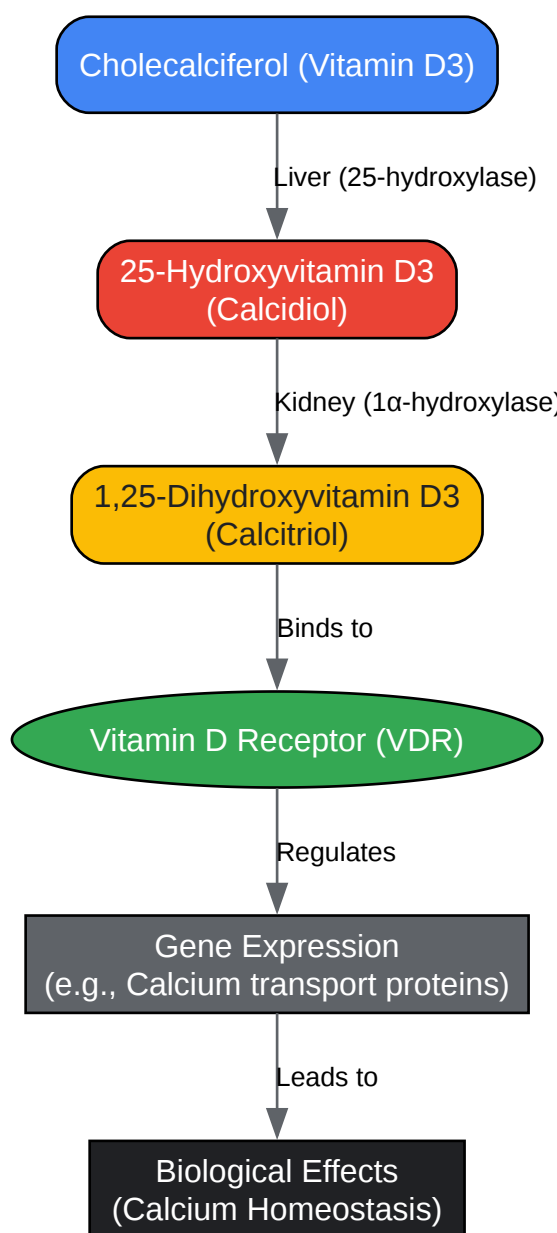 Cholecalciferol (Vitamin D3)
Liver (25-hydroxylase)
25-Hydroxyvitamin D3
(Calcidiol)
Kidney (1α-hydroxylase)
1,25-Dihydroxyvitamin D3
(Calcitriol)
Binds to
Vitamin D Receptor (VDR)
Regulates
Gene Expression
(e.g., Calcium transport proteins)
Leads to
Biological Effects
(Calcium Homeostasis)